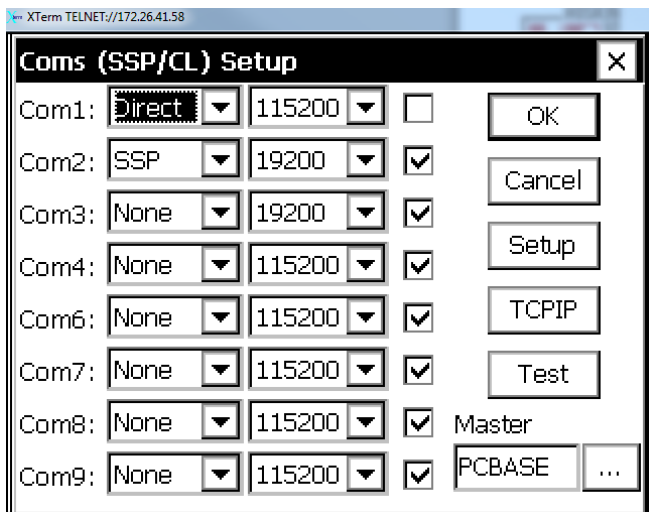 XTerm TELNET://172.26.41.58
Coms (SSP/CL) Setup
Com1: Direct 115200 OK
Com2: SSP 19200 Cancel
Com3: None 19200 Setup
Com4: None 115200
Com6: None 115200 TCPIP
Com7: None 115200 Test
Com8: None 115200 Master
Com9: None 115200 PCBASE ...